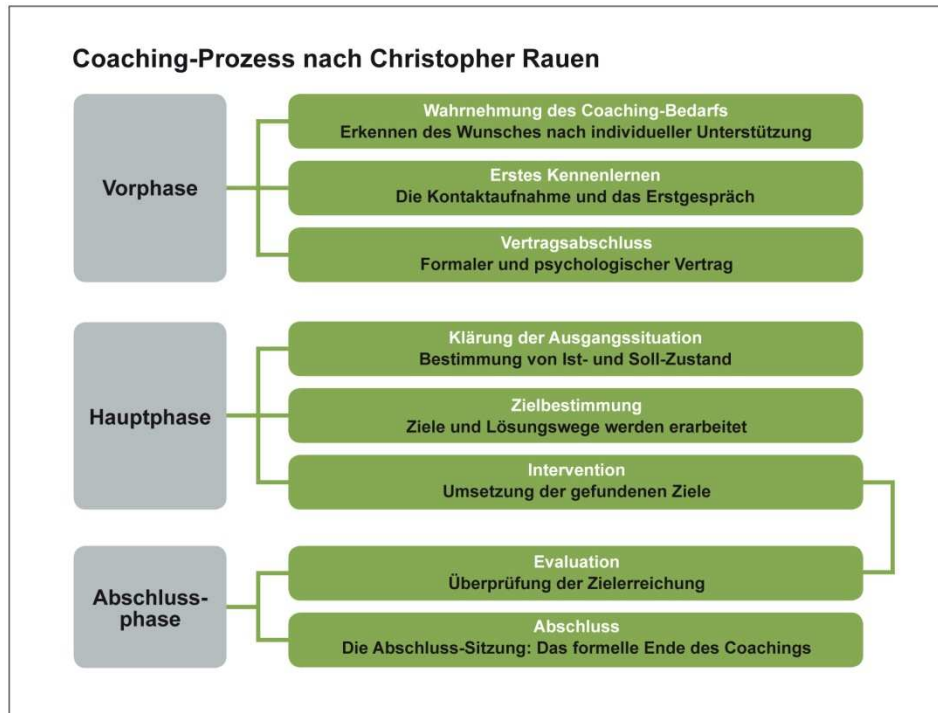 Coaching-Prozess nach Christopher Rauen
Vorphase
Wahrnehmung des Coaching-Bedarfs
Erkennen des Wunsches nach individueller Unterstützung
Erstes Kennenlernen
Die Kontaktaufnahme und das Erstgespräch
Vertragsabschluss
Formaler und psychologischer Vertrag
Hauptphase
Klärung der Ausgangssituation
Bestimmung von Ist- und Soll-Zustand
Zielbestimmung
Ziele und Lösungswege werden erarbeitet
Intervention
Umsetzung der gefundenen Ziele
Abschluss-
phase
Evaluation
Überprüfung der Zielerreichung
Abschluss
Die Abschluss-Sitzung: Das formelle Ende des Coachings